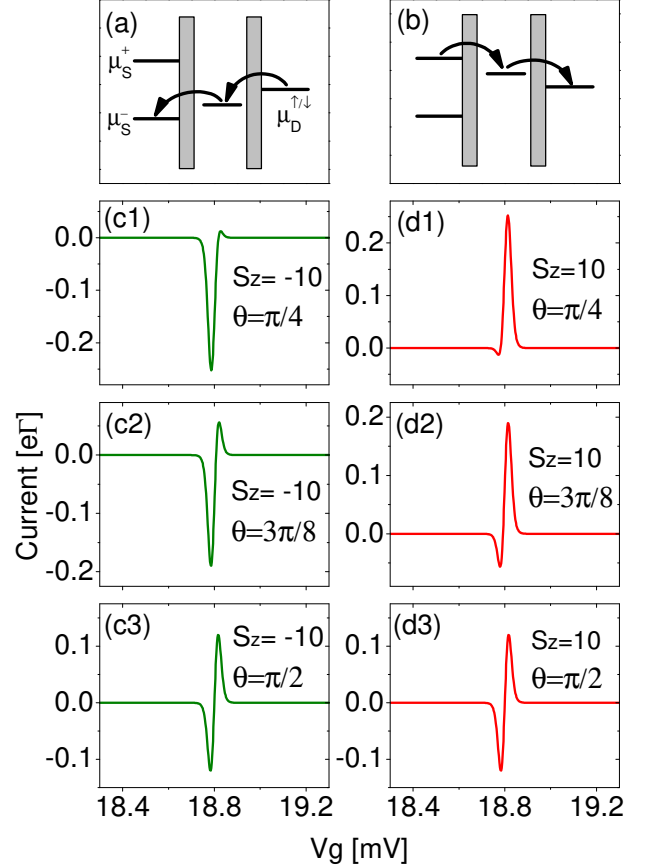 (a)
μS+
μS-
μD↑/↓
(b)
(c1)
0.0
-0.1
-0.2
Sz= -10
θ=π/4
(d1)
0.2
0.1
0.0
Sz=10
θ=π/4
(c2)
0.0
-0.1
-0.2
Sz= -10
θ=3π/8
(d2)
0.2
0.1
0.0
Sz=10
θ=3π/8
(c3)
0.1
0.0
-0.1
Sz= -10
θ=π/2
(d3)
0.1
0.0
-0.1
Sz=10
θ=π/2
Current [eΓ]
18.4 18.8 19.2 18.4 18.8 19.2
Vg [mV]